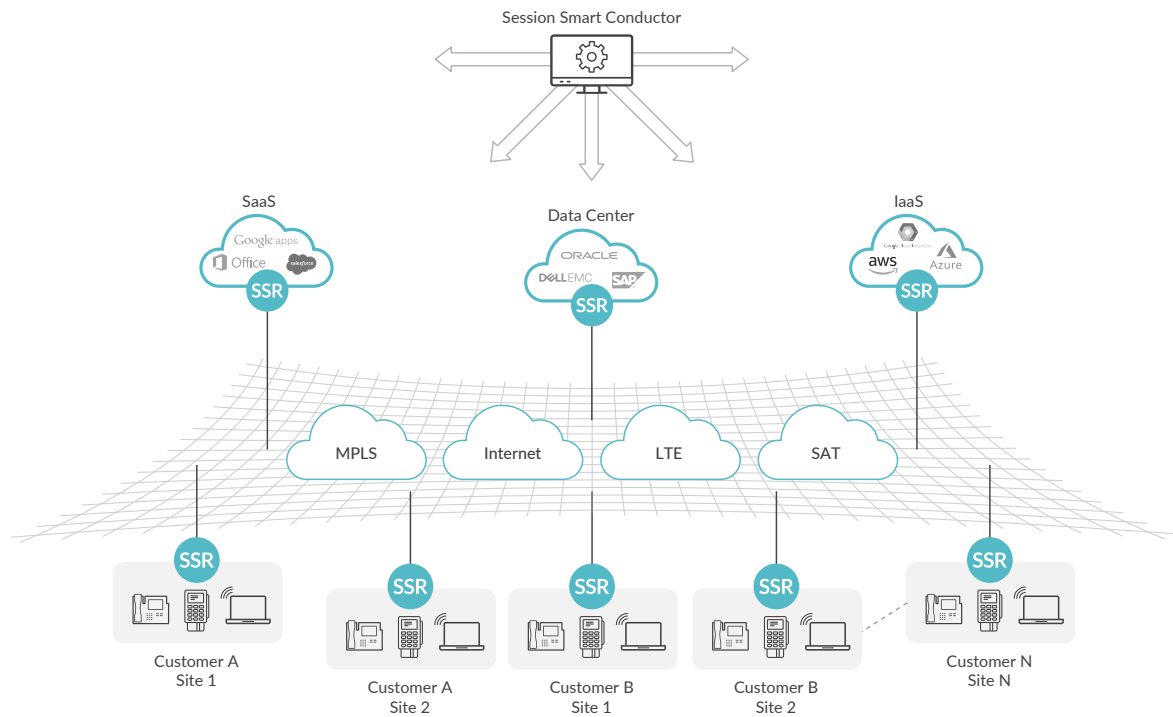 Session Smart Conductor
SaaS
Google apps
Office
salesforce
SSR
Data Center
ORACLE
DELLEMC
SAP
SSR
IaaS
aws
Azure
SSR
MPLS
Internet
LTE
SAT
SSR
Customer A
Site 1
SSR
Customer A
Site 2
SSR
Customer B
Site 1
SSR
Customer B
Site 2
SSR
Customer N
Site N